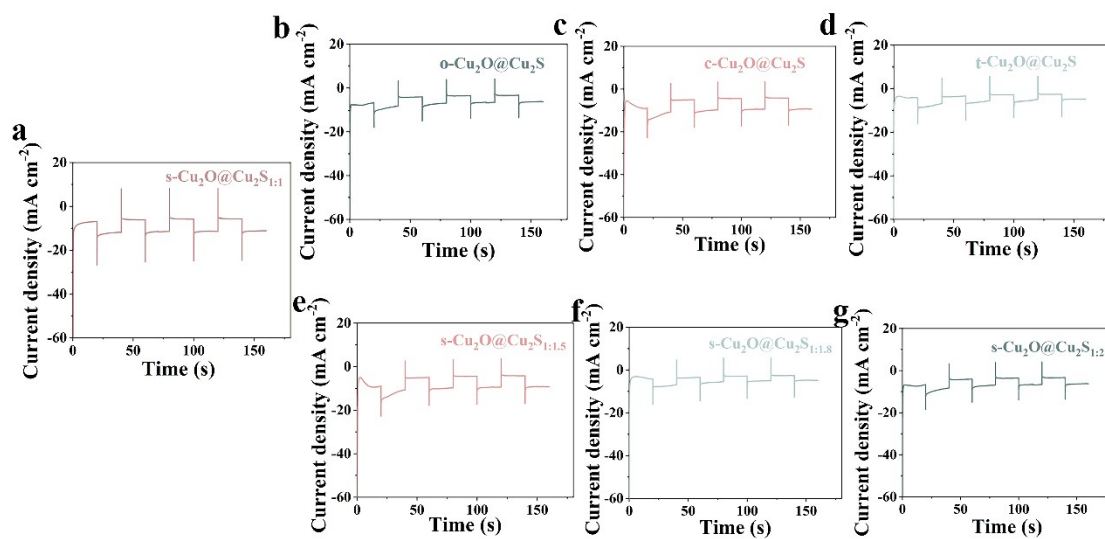 a
s-Cu₂O@Cu₂S₁:₁
Current density (mA cm⁻²)
20
0
-20
-40
-60
0
50
100
150
Time (s)
b
o-Cu₂O@Cu₂S
Current density (mA cm⁻²)
20
0
-20
-40
-60
0
50
100
150
Time (s)
c
c-Cu₂O@Cu₂S
Current density (mA cm⁻²)
20
0
-20
-40
-60
0
50
100
150
Time (s)
d
t-Cu₂O@Cu₂S
Current density (mA cm⁻²)
20
0
-20
-40
-60
0
50
100
150
Time (s)
e
s-Cu₂O@Cu₂S₁:₁.₅
Current density (mA cm⁻²)
20
0
-20
-40
-60
0
50
100
150
Time (s)
f
s-Cu₂O@Cu₂S₁:₁.₈
Current density (mA cm⁻²)
20
0
-20
-40
-60
0
50
100
150
Time (s)
g
s-Cu₂O@Cu₂S₁:₂
Current density (mA cm⁻²)
20
0
-20
-40
-60
0
50
100
150
Time (s)